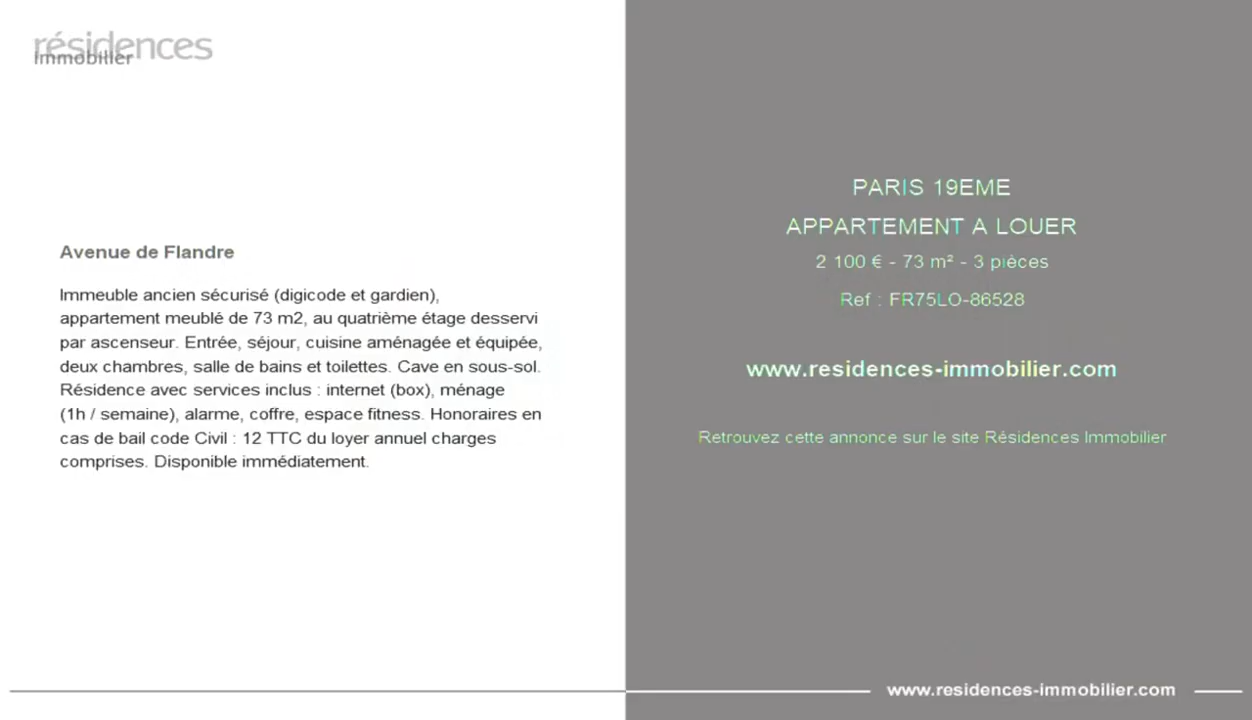 résidences
immobilier
Avenue de Flandre
Immeuble ancien sécurisé (digicode et gardien),
appartement meublé de 73 m2, au quatrième étage desservi
par ascenseur. Entrée, séjour, cuisine aménagée et équipée,
deux chambres, salle de bains et toilettes. Cave en sous-sol.
Résidence avec services inclus : internet (box), ménage
(1h / semaine), alarme, coffre, espace fitness. Honoraires en
cas de bail code Civil : 12 TTC du loyer annuel charges
comprises. Disponible immédiatement.
PARIS 19EME
APPARTEMENT A LOUER
2 100 € - 73 m² - 3 pièces
Ref : FR75LO-86528
www.residences-immobilier.com
Retrouvez cette annonce sur le site Résidences Immobilier
www.residences-immobilier.com